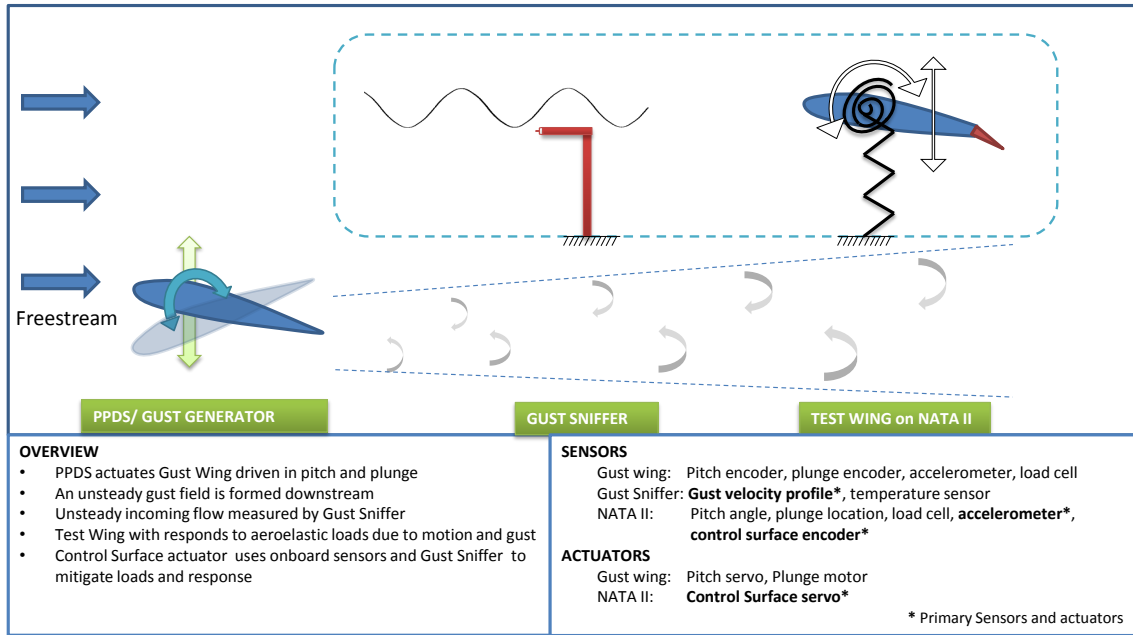 Freestream
PPDS/ GUST GENERATOR
GUST SNIFFER
TEST WING on NATA II
OVERVIEW
• PPDS actuates Gust Wing driven in pitch and plunge
• An unsteady gust field is formed downstream
• Unsteady incoming flow measured by Gust Sniffer
• Test Wing with responds to aeroelastic loads due to motion and gust
• Control Surface actuator uses onboard sensors and Gust Sniffer to
mitigate loads and response
SENSORS
Gust wing: Pitch encoder, plunge encoder, accelerometer, load cell
Gust Sniffer: Gust velocity profile*, temperature sensor
NATA II: Pitch angle, plunge location, load cell, accelerometer*,
control surface encoder*
ACTUATORS
Gust wing: Pitch servo, Plunge motor
NATA II: Control Surface servo*
* Primary Sensors and actuators